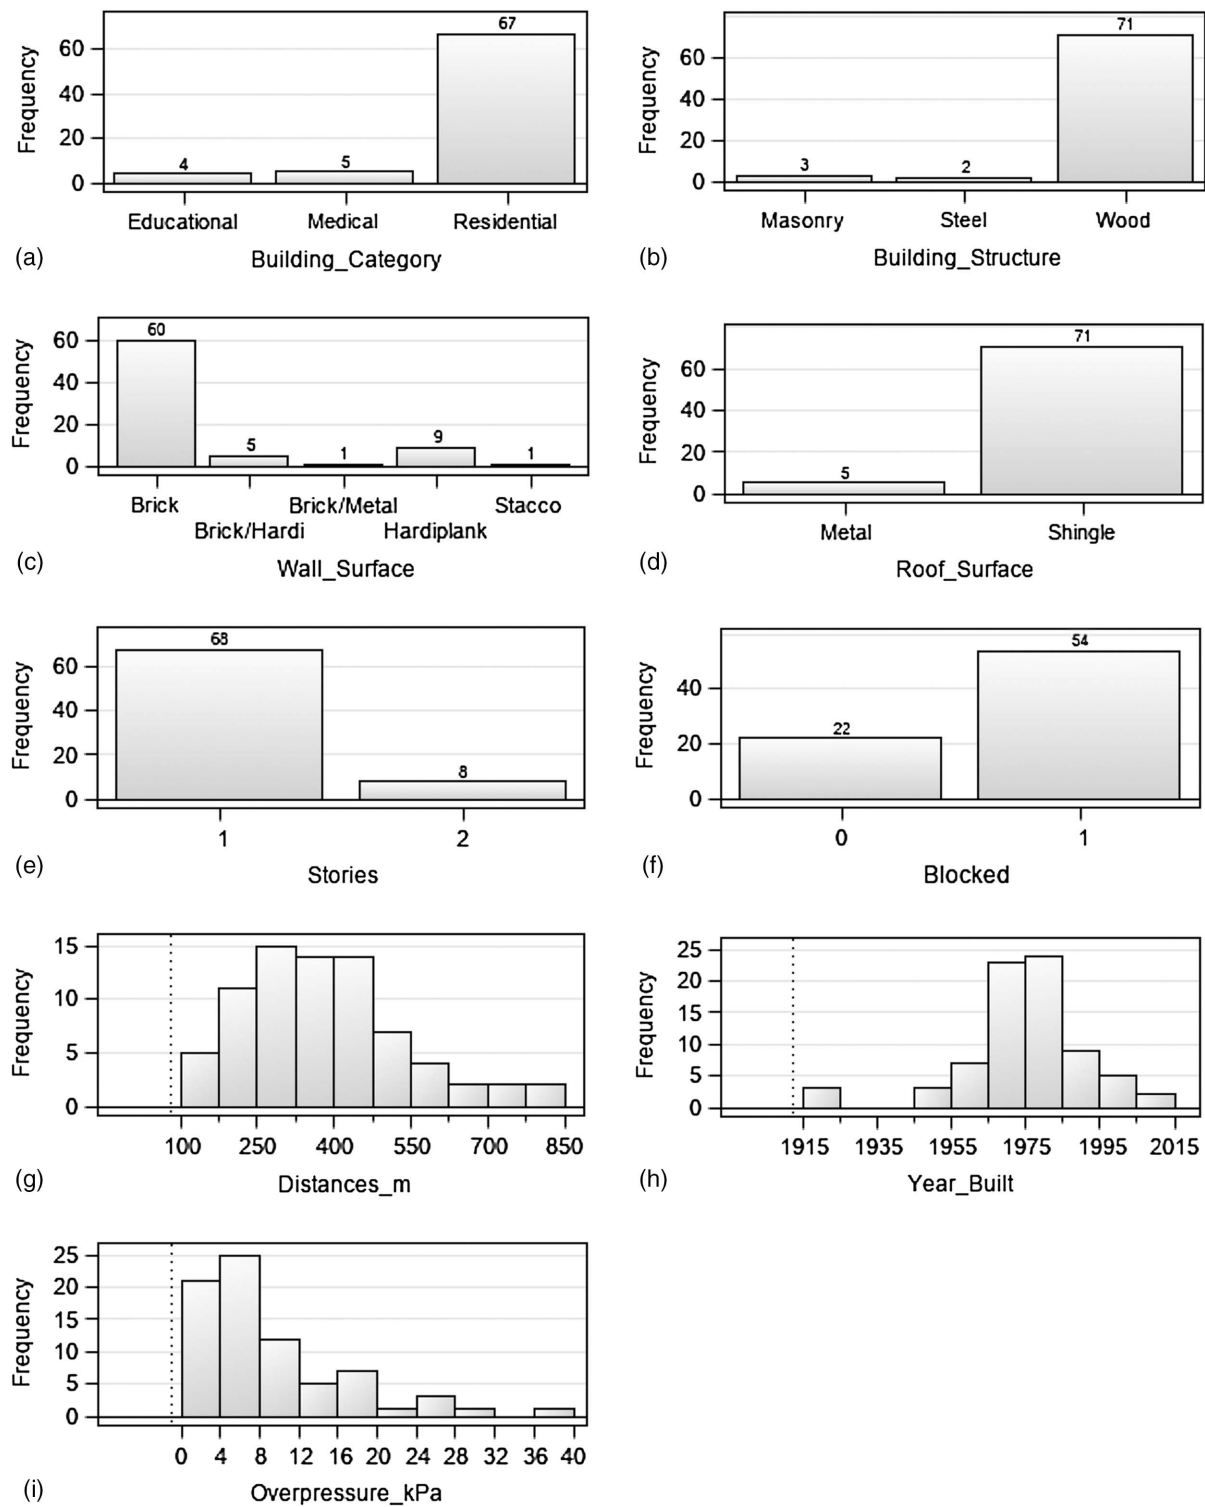 67
Frequency
60
40
20
0
4
5
Educational Medical Residential
(a)
Building_Category
71
Frequency
60
40
20
0
3
2
Masonry Steel Wood
(b)
Building_Structure
60
Frequency
60
40
20
0
5
1
9
1
Brick Brick/Metal Stacco
Brick/Hardi Hardiplank
(c)
Wall_Surface
71
Frequency
60
40
20
0
5
Metal Shingle
(d)
Roof_Surface
68
Frequency
60
40
20
0
8
1 2
(e)
Stories
54
Frequency
40
20
0
22
0 1
(f)
Blocked
Frequency
15
10
5
0
100 250 400 550 700 850
(g)
Distances_m
Frequency
25
20
15
10
5
0
1915 1935 1955 1975 1995 2015
(h)
Year_Built
Frequency
25
20
15
10
5
0
0 4 8 12 16 20 24 28 32 36 40
(i)
Overpressure_kPa